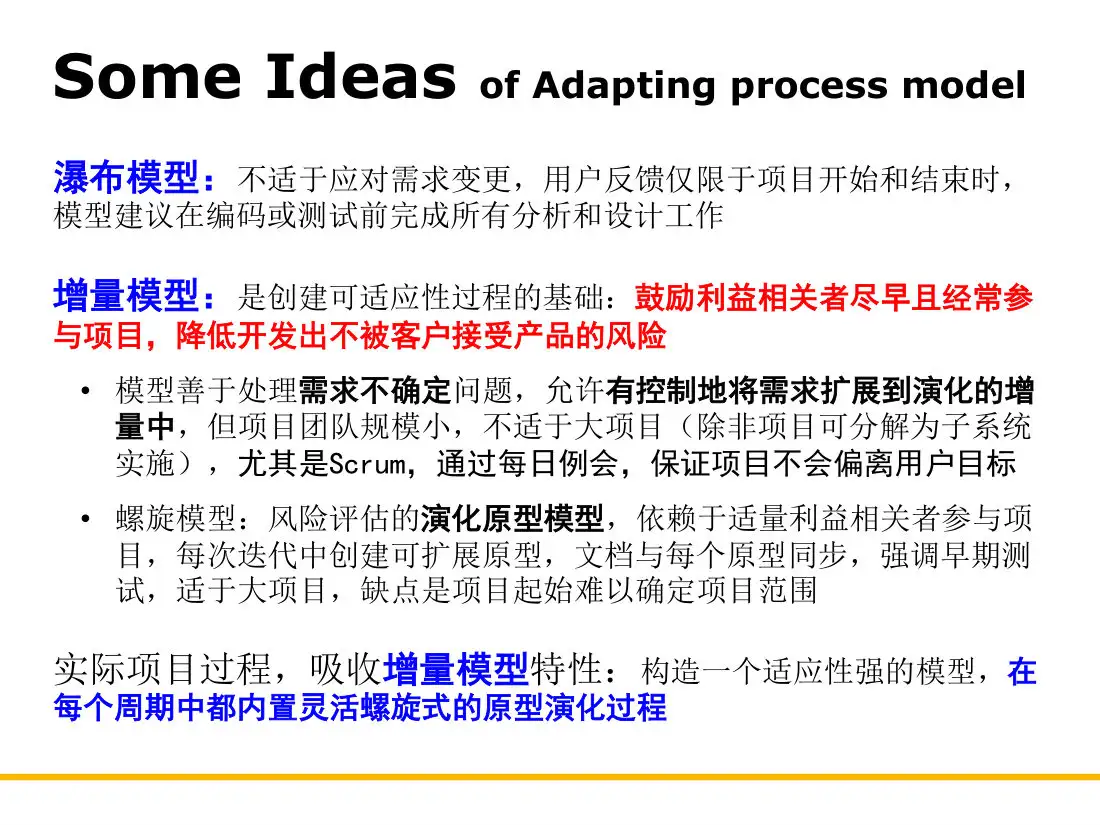 Some Ideas of Adapting process model
瀑布模型：不适于应对需求变更，用户反馈仅限于项目开始和结束时，
模型建议在编码或测试前完成所有分析和设计工作
增量模型：是创建可适应性过程的基础：鼓励利益相关者尽早且经常参
与项目，降低开发出不被客户接受产品的风险
• 模型善于处理需求不确定问题，允许有控制地将需求扩展到演化的增
量中，但项目团队规模小，不适于大项目（除非项目可分解为子系统
实施），尤其是Scrum，通过每日例会，保证项目不会偏离用户目标
• 螺旋模型：风险评估的演化原型模型，依赖于适量利益相关者参与项
目，每次迭代中创建可扩展原型，文档与每个原型同步，强调早期测
试，适于大项目，缺点是项目起始难以确定项目范围
实际项目过程，吸收增量模型特性：构造一个适应性强的模型，在
每个周期中都内置灵活螺旋式的原型演化过程